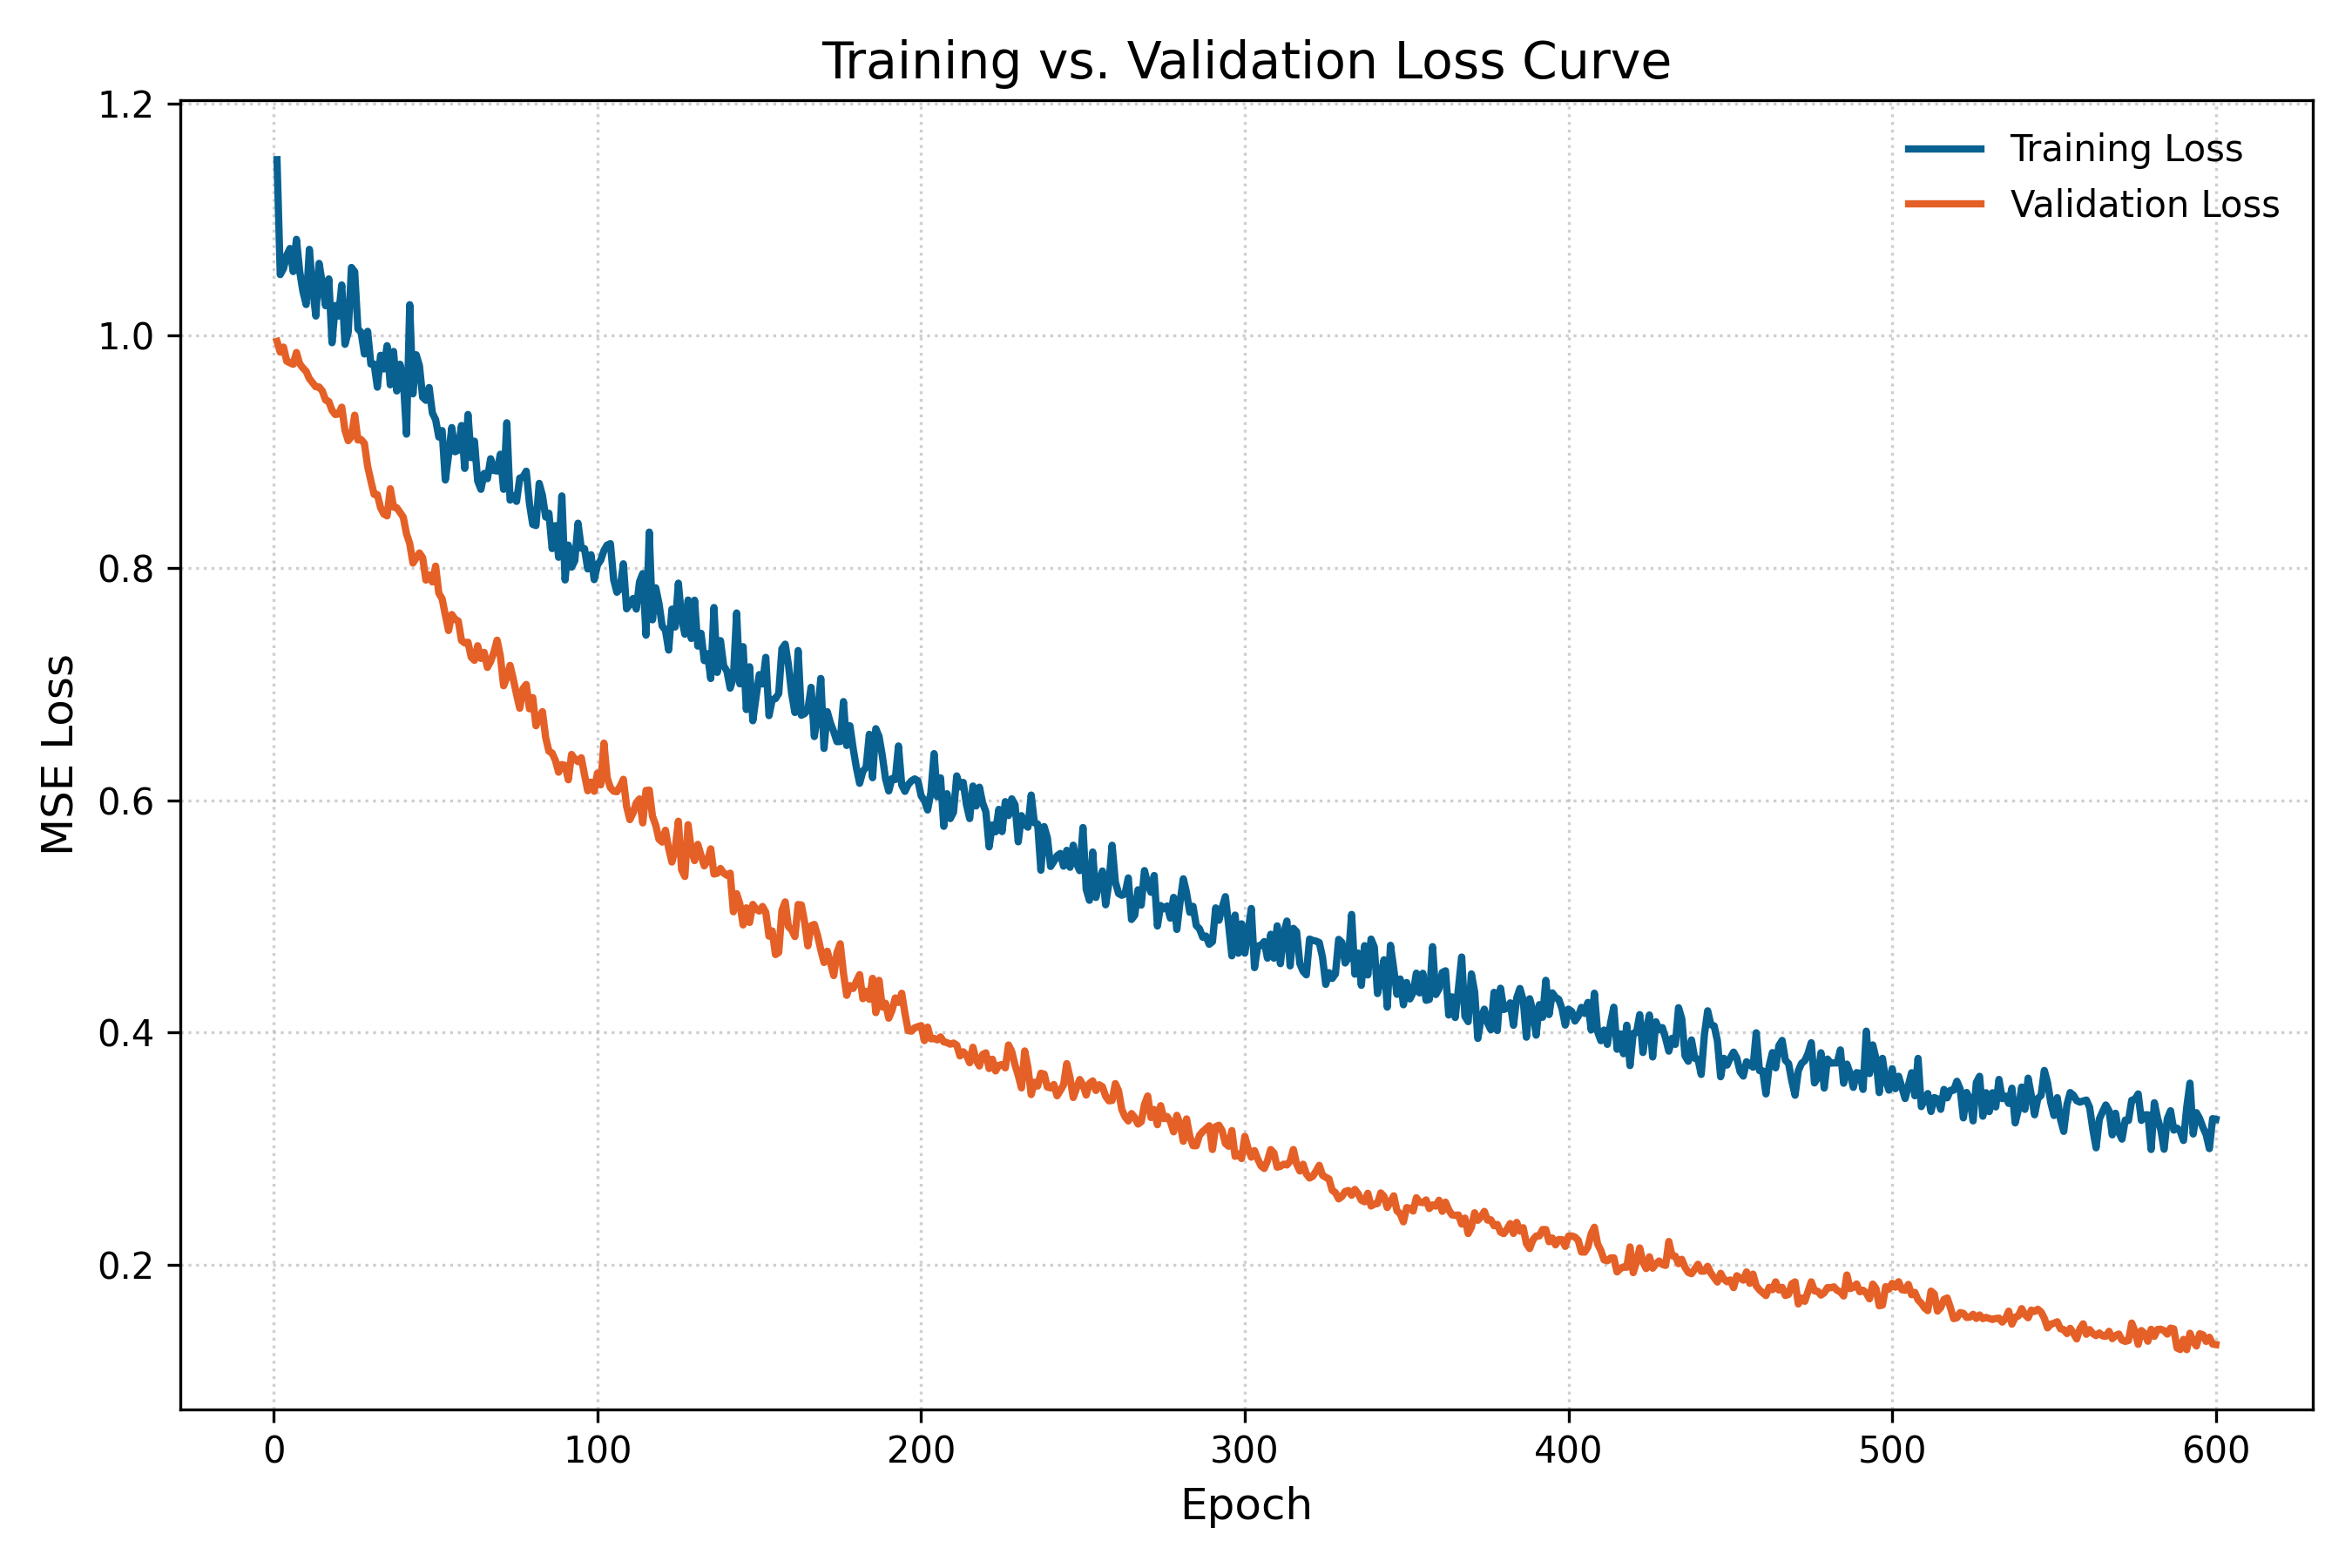 Training vs. Validation Loss Curve
Training Loss
Validation Loss
MSE Loss
1.2
1.0
0.8
0.6
0.4
0.2
0 100 200 300 400 500 600
Epoch